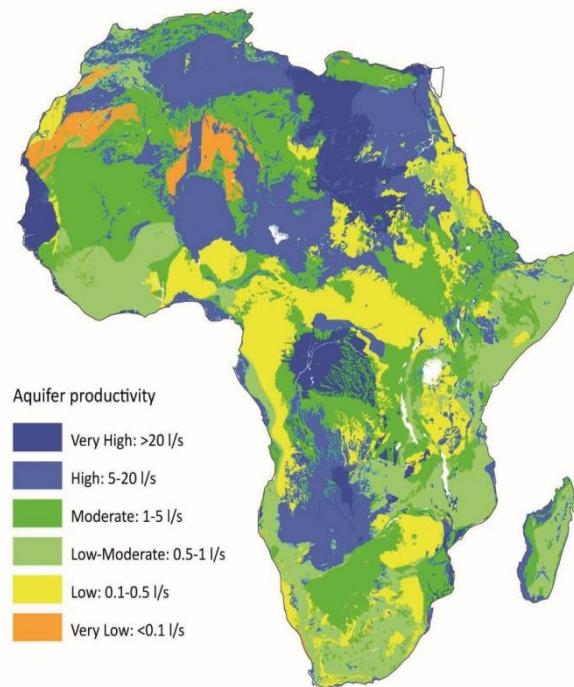 Aquifer productivity
Very High: >20 l/s
High: 5-20 l/s
Moderate: 1-5 l/s
Low-Moderate: 0.5-1 l/s
Low: 0.1-0.5 l/s
Very Low: <0.1 l/s